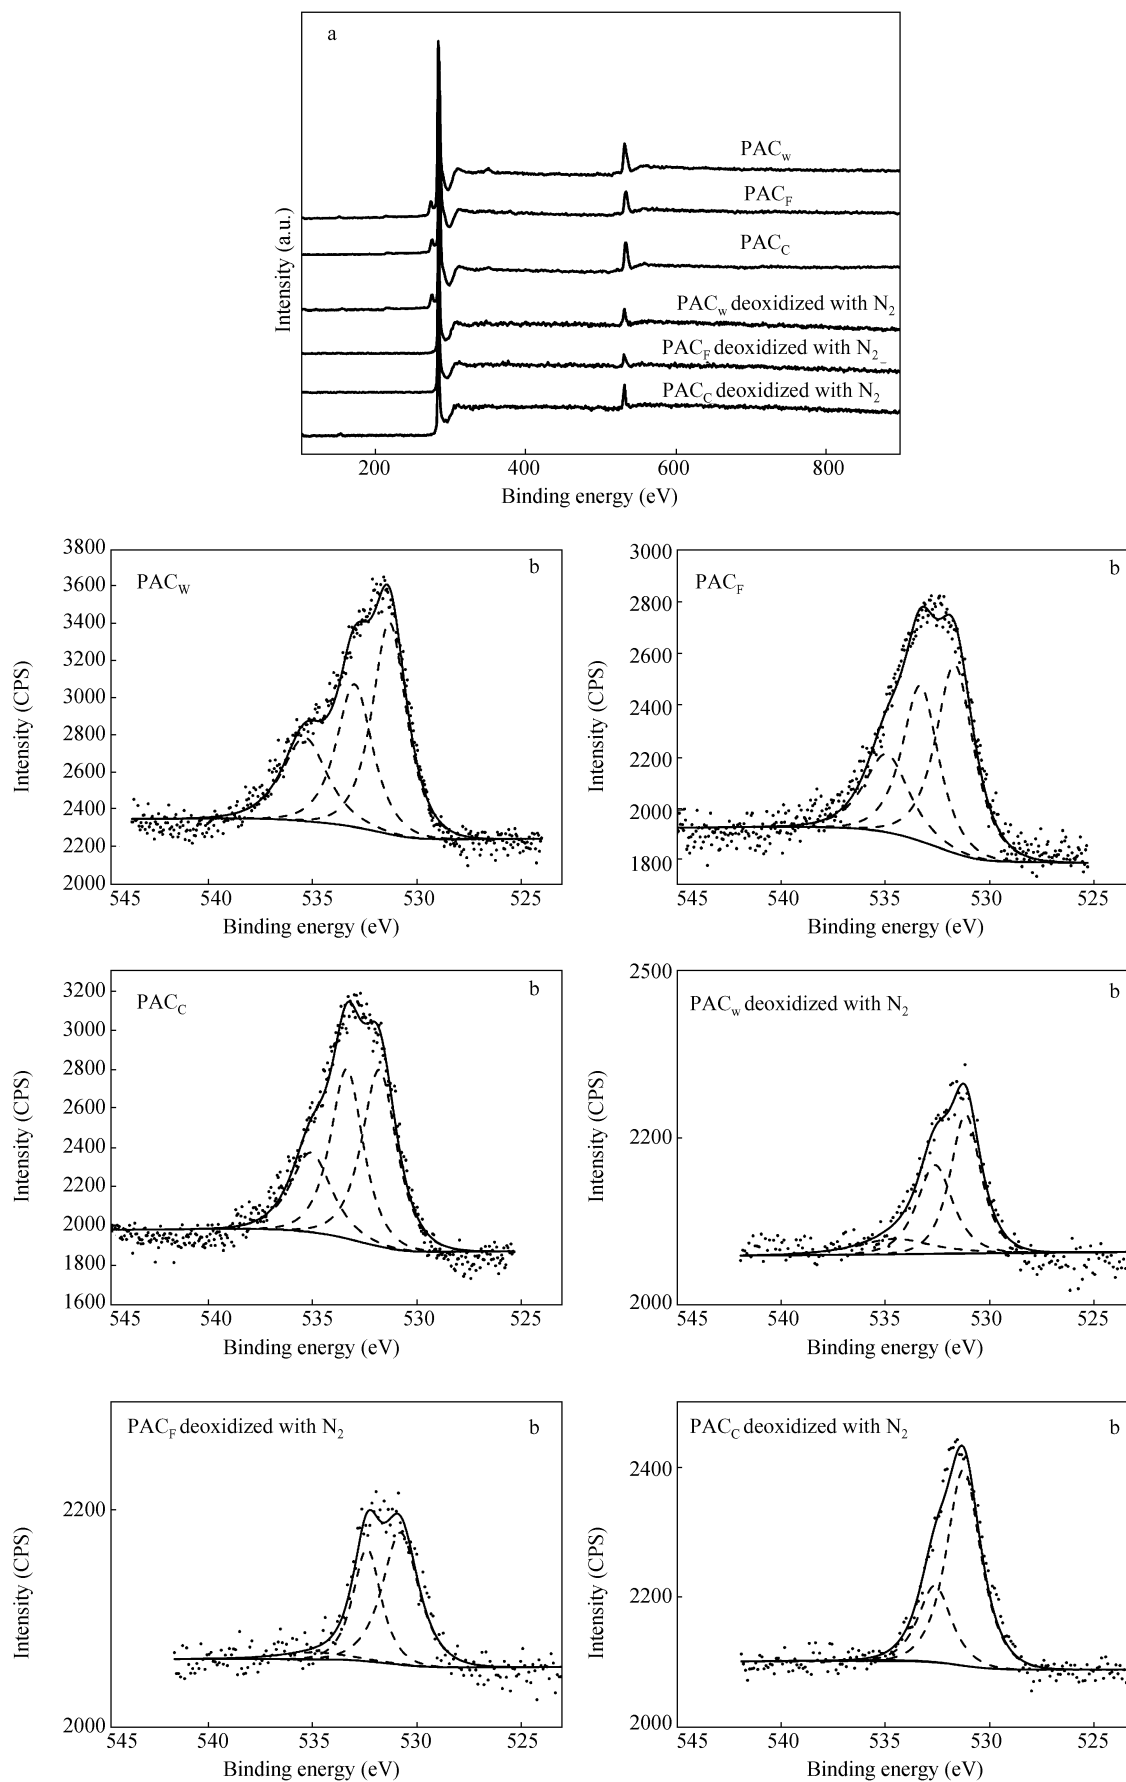 a
PACw
PACF
PACC
PACw deoxidized with N2
PACF deoxidized with N2
PACC deoxidized with N2
Intensity (a.u.)
200 400 600 800
Binding energy (eV)
3800
3600
3400
3200
3000
2800
2600
2400
2200
2000
PACW
b
Intensity (CPS)
545 540 535 530 525
Binding energy (eV)
3000
2800
2600
2400
2200
2000
1800
PACF
b
Intensity (CPS)
545 540 535 530 525
Binding energy (eV)
3200
3000
2800
2600
2400
2200
2000
1800
1600
PACC
b
Intensity (CPS)
545 540 535 530 525
Binding energy (eV)
2500
2200
2000
PACw deoxidized with N2
b
Intensity (CPS)
545 540 535 530 525
Binding energy (eV)
PACF deoxidized with N2
b
2200
2000
Intensity (CPS)
545 540 535 530 525
Binding energy (eV)
PACC deoxidized with N2
b
2400
2200
2000
Intensity (CPS)
545 540 535 530 525
Binding energy (eV)